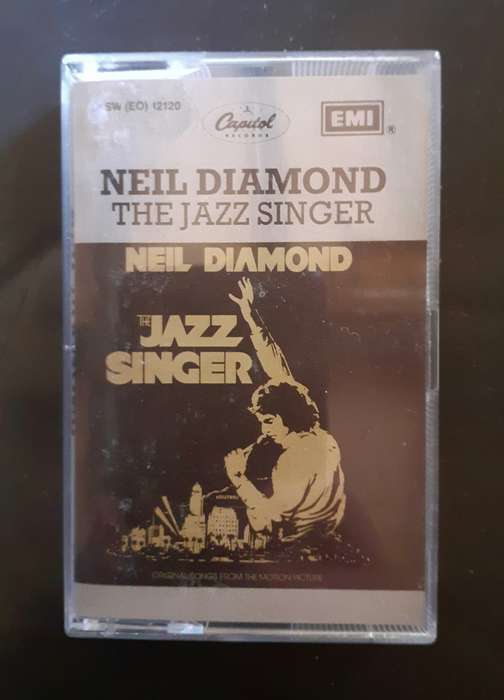 SW (EO) 12120
Capitol
RECORDS
EMI
®
NEIL DIAMOND
THE JAZZ SINGER
NEIL DIAMOND
THE
JAZZ
SINGER
ORIGINAL SONGS FROM THE MOTION PICTURE